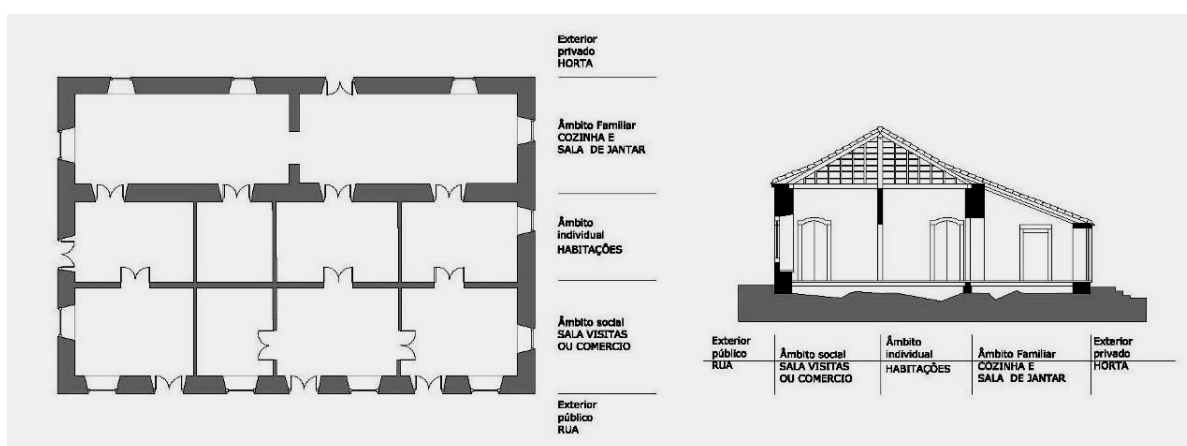 Exterior
privado
HORTA
Âmbito Familiar
COZINHA E
SALA DE JANTAR
Âmbito
individual
HABITAÇÕES
Âmbito social
SALA VISITAS
OU COMERCIO
Exterior
público
RUA
Exterior
público
RUA
Âmbito social
SALA VISITAS
OU COMERCIO
Âmbito
individual
HABITAÇÕES
Âmbito Familiar
COZINHA E
SALA DE JANTAR
Exterior
privado
HORTA